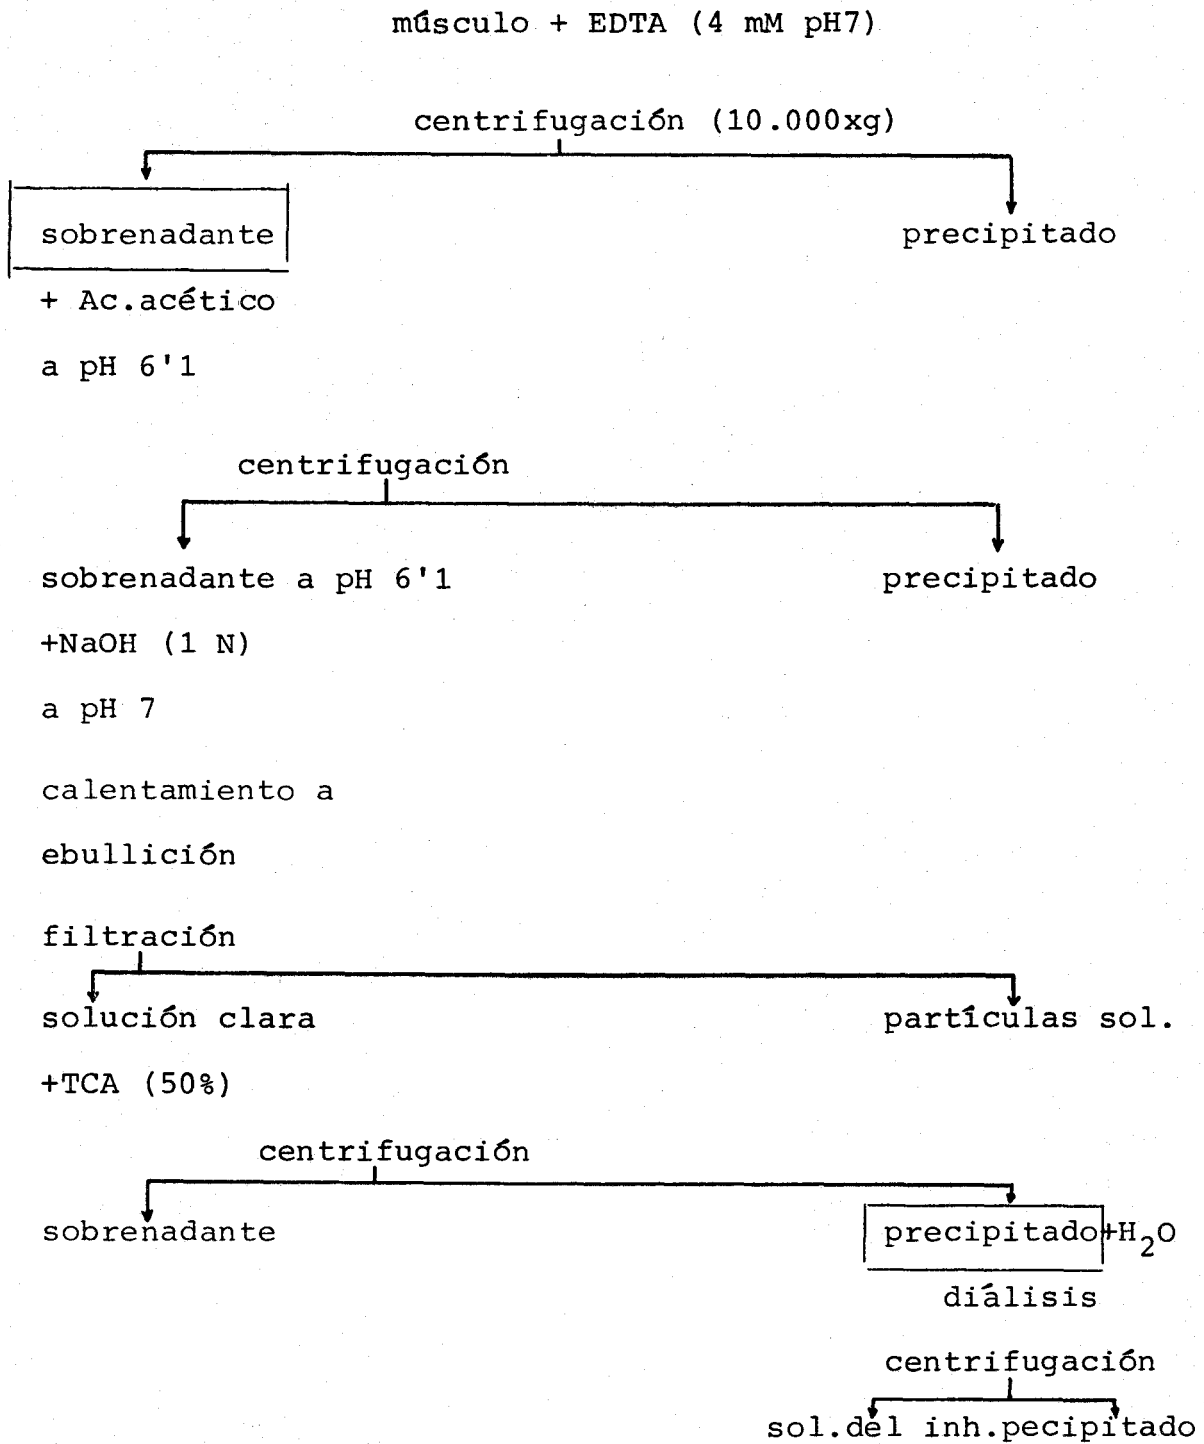 músculo + EDTA (4 mM pH7)
centrifugación (10.000xg)
sobrenadante precipitado
+ Ac.acético
a pH 6'1
centrifugación
sobrenadante a pH 6'1 precipitado
+NaOH (1 N)
a pH 7
calentamiento a
ebullición
filtración
solución clara partículas sol.
+TCA (50%)
centrifugación
sobrenadante precipitado+H₂O
diálisis
centrifugación
sol.del inh.pecipitado